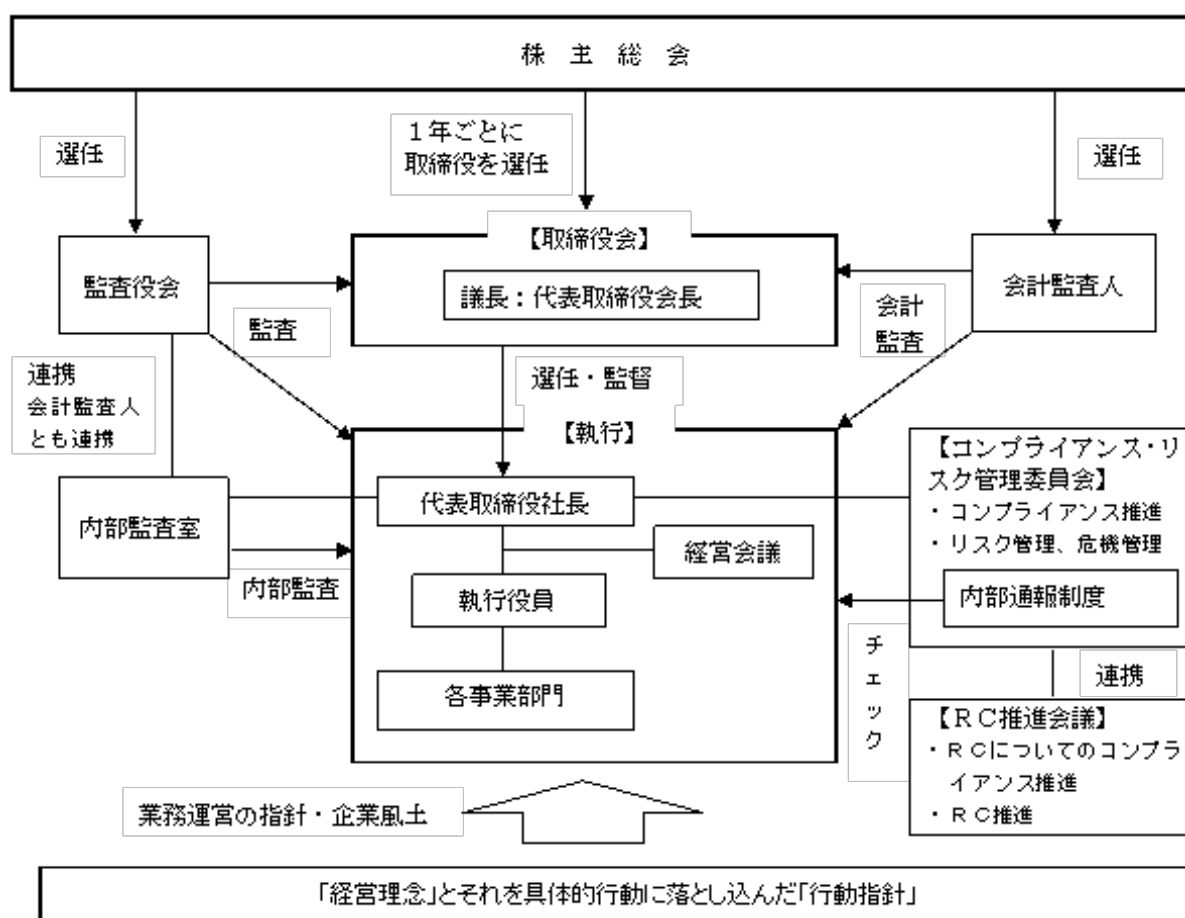 株 主 総 会
選任
１年ごとに
取締役を選任
選任
【取締役会】
監査役会
議長：代表取締役会長
会計監査人
監査
会計
監査
連携
会計監査人
とも連携
選任・監督
【執行】
【コンプライアンス・リ
スク管理委員会】
・ コンプライアンス推進
・ リスク管理、危機管理
代表取締役社長
内部監査室
経営会議
内部監査
執行役員
内部通報制度
チェック
各事業部門
連携
【ＲＣ推進会議】
・ ＲＣについてのコンプラ
イアンス推進
・ ＲＣ推進
業務運営の指針・企業風土
「経営理念」とそれを具体的行動に落とし込んだ「行動指針」